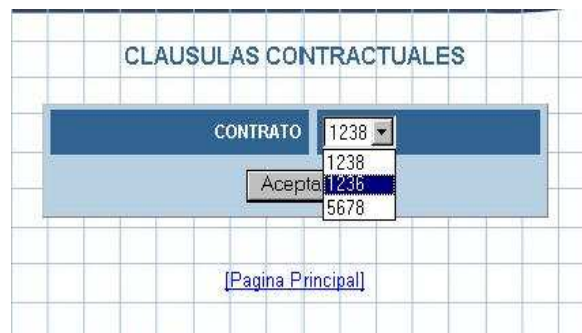 CLAUSULAS CONTRACTUALES
CONTRATO 1238
1238
Acepta 1236
5678
[Pagina Principal]